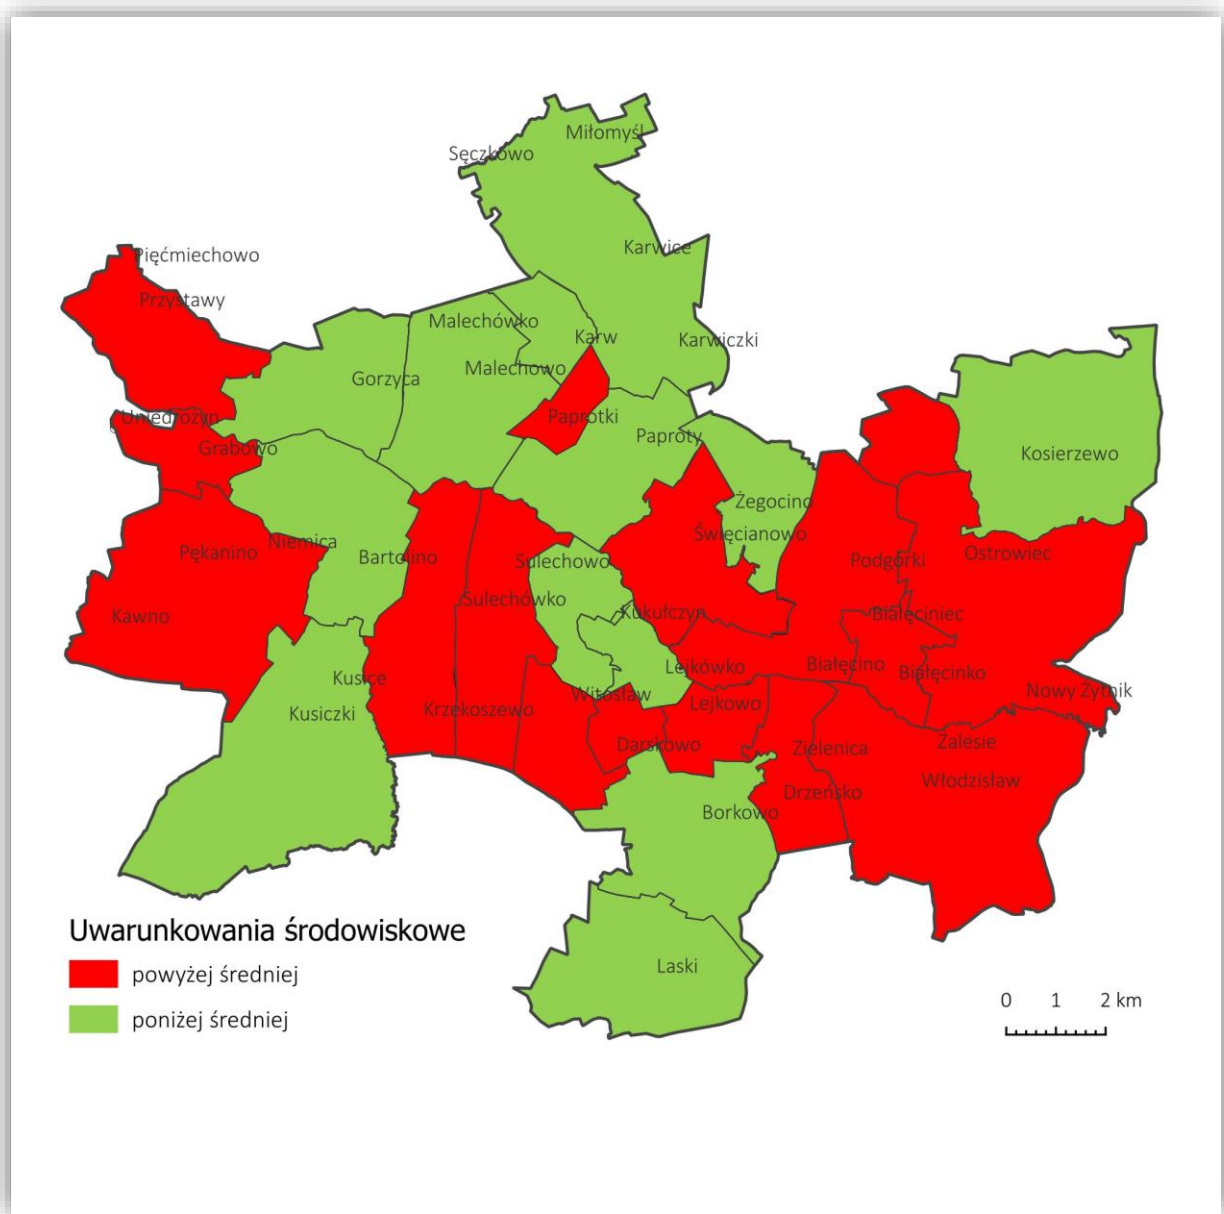 Miłomyśl
Sęczkowo
Karwice
Pięćmiechowo
Przystawy
Malechówko
Karw
Karwiczki
Malechowo
Gorzyca
Paprotki
Uniedrożyn
Paproty
Grabowo
Kosierzewo
Żegocino
Święcianowo
Niemica
Pękanino
Bartolino
Sulechowo
Podgórki
Ostrowiec
Sulechówko
Kukułczyn
Białęciniec
Kawno
Lejkówko
Białęcino
Białęcinko
Kusice
Nowy Żytnik
Witosław
Lejkowo
Kusiczki
Krzekoszewo
Darskowo
Zielenica
Zalesie
Włodzisław
Drzeńsko
Borkowo
Laski
Uwarunkowania środowiskowe
powyżej średniej
poniżej średniej
0 1 2 km